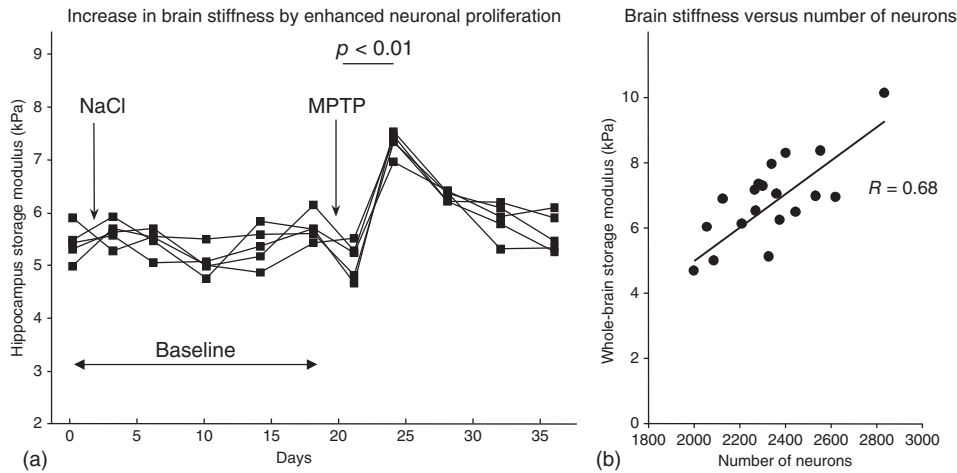 Increase in brain stiffness by enhanced neuronal proliferation
Hippocampus storage modulus (kPa)
9
8
7
6
5
4
3
2
p < 0.01
NaCl
MPTP
Baseline
0 5 10 15 20 25 30 35
Days
(a)
Brain stiffness versus number of neurons
Whole-brain storage modulus (kPa)
10
8
6
4
2
0
R = 0.68
1800 2000 2200 2400 2600 2800 3000
Number of neurons
(b)